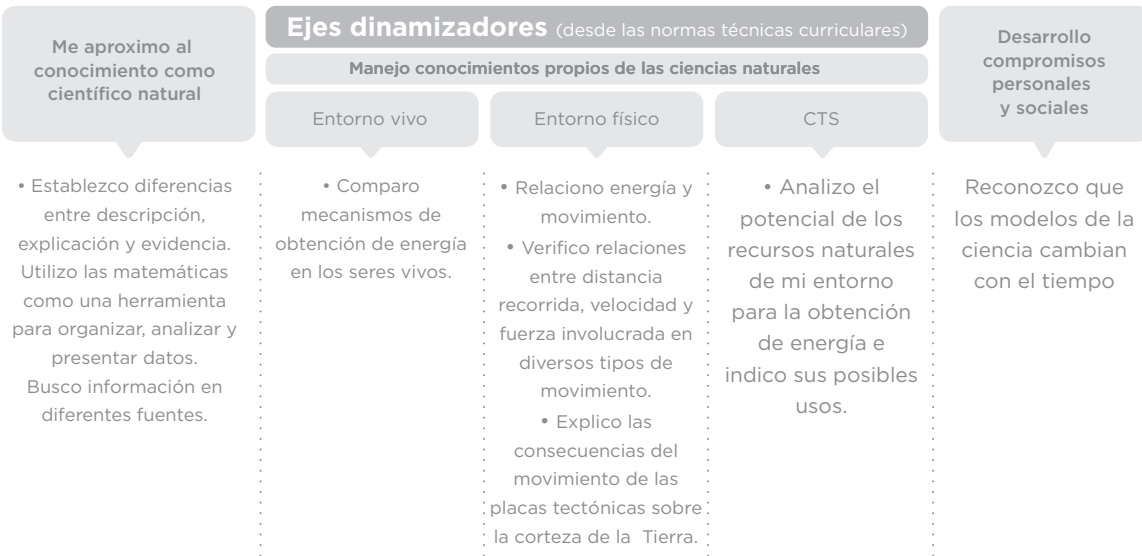 Me aproximo al
conocimiento como
científico natural
Ejes dinamizadores (desde las normas técnicas curriculares)
Manejo conocimientos propios de las ciencias naturales
Entorno vivo
Entorno físico
CTS
Desarrollo
compromisos
personales
y sociales
• Establezco diferencias
entre descripción,
explicación y evidencia.
Utilizo las matemáticas
como una herramienta
para organizar, analizar y
presentar datos.
Busco información en
diferentes fuentes.
• Comparo
mecanismos de
obtención de energía
en los seres vivos.
• Relaciono energía y
movimiento.
• Verifico relaciones
entre distancia
recorrida, velocidad y
fuerza involucrada en
diversos tipos de
movimiento.
• Explico las
consecuencias del
movimiento de las
placas tectónicas sobre
la corteza de la Tierra.
• Analizo el
potencial de los
recursos naturales
de mi entorno
para la obtención
de energía e
indico sus posibles
usos.
Reconozco que
los modelos de la
ciencia cambian
con el tiempo